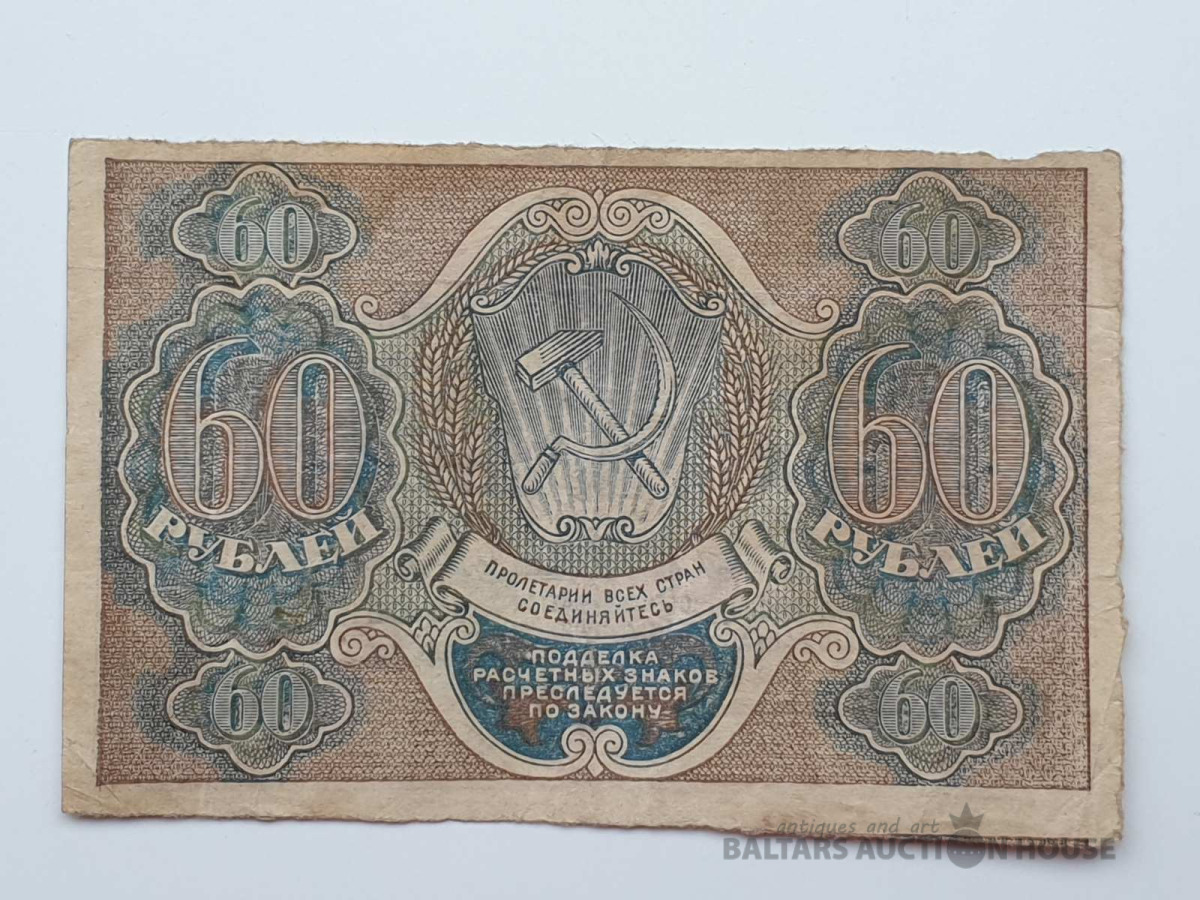 60 60
60 60
РУБЛЕЙ РУБЛЕЙ
ПРОЛЕТАРИИ ВСЕХ СТРАН
СОЕДИНЯЙТЕСЬ
ПОДДЕЛКА
РАСЧЕТНЫХ ЗНАКОВ
ПРЕСЛЕДУЕТСЯ
ПО ЗАКОНУ
60 60
antiques and art
BALTARS AUCTION HOUSE